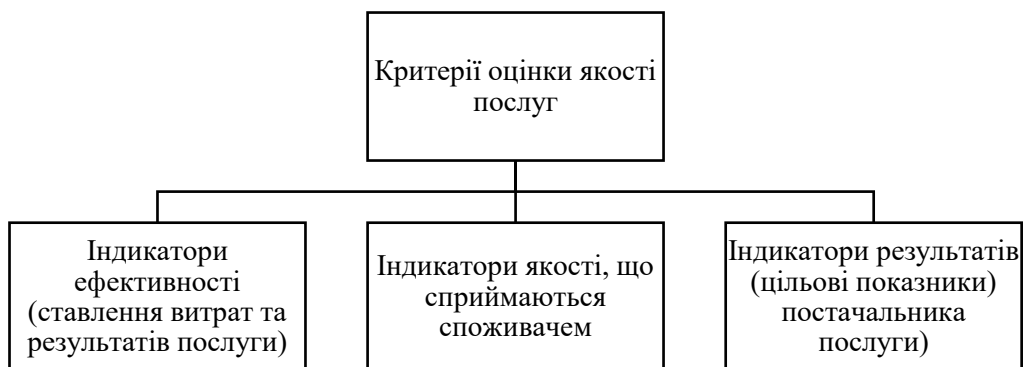 Критерії оцінки якості
послуг
Індикатори
ефективності
(ставлення витрат та
результатів послуги)
Індикатори якості, що
сприймаються
споживачем
Індикатори результатів
(цільові показники)
постачальника
послуги)